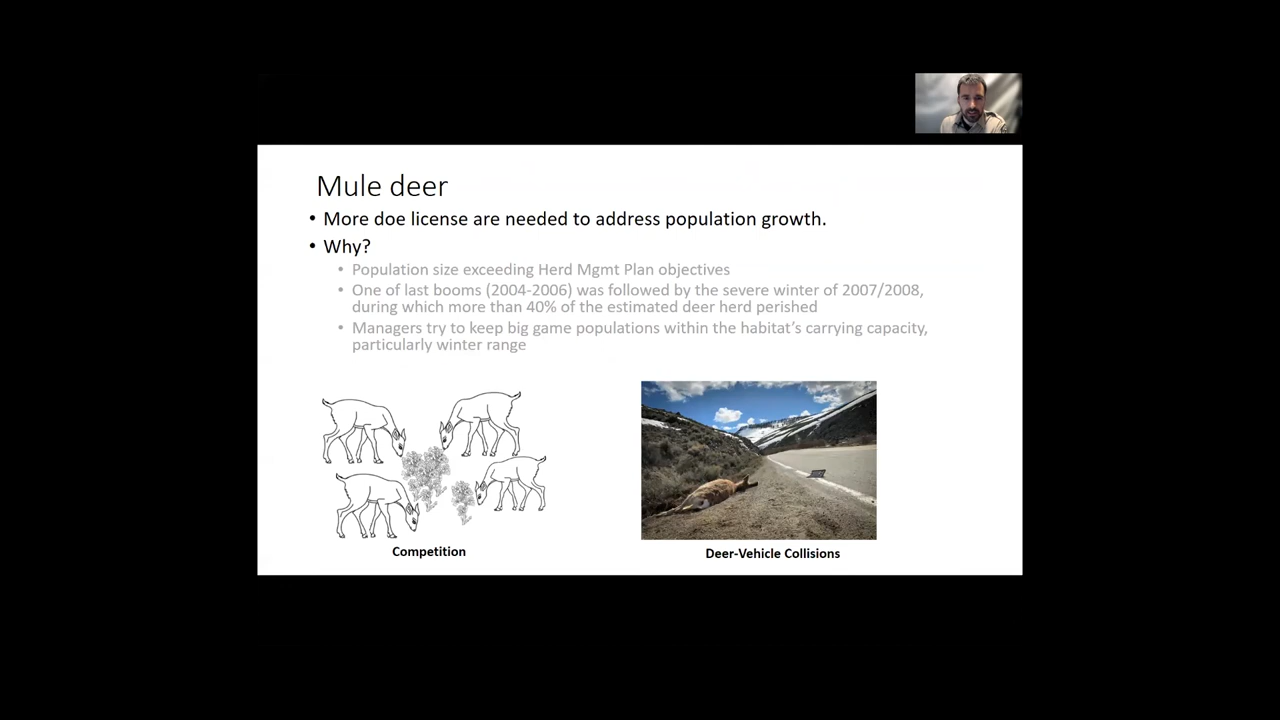 Mule deer
• More doe license are needed to address population growth.
• Why?
• Population size exceeding Herd Mgmt Plan objectives
• One of last booms (2004-2006) was followed by the severe winter of 2007/2008,
during which more than 40% of the estimated deer herd perished
• Managers try to keep big game populations within the habitat's carrying capacity,
particularly winter range
Competition
Deer-Vehicle Collisions